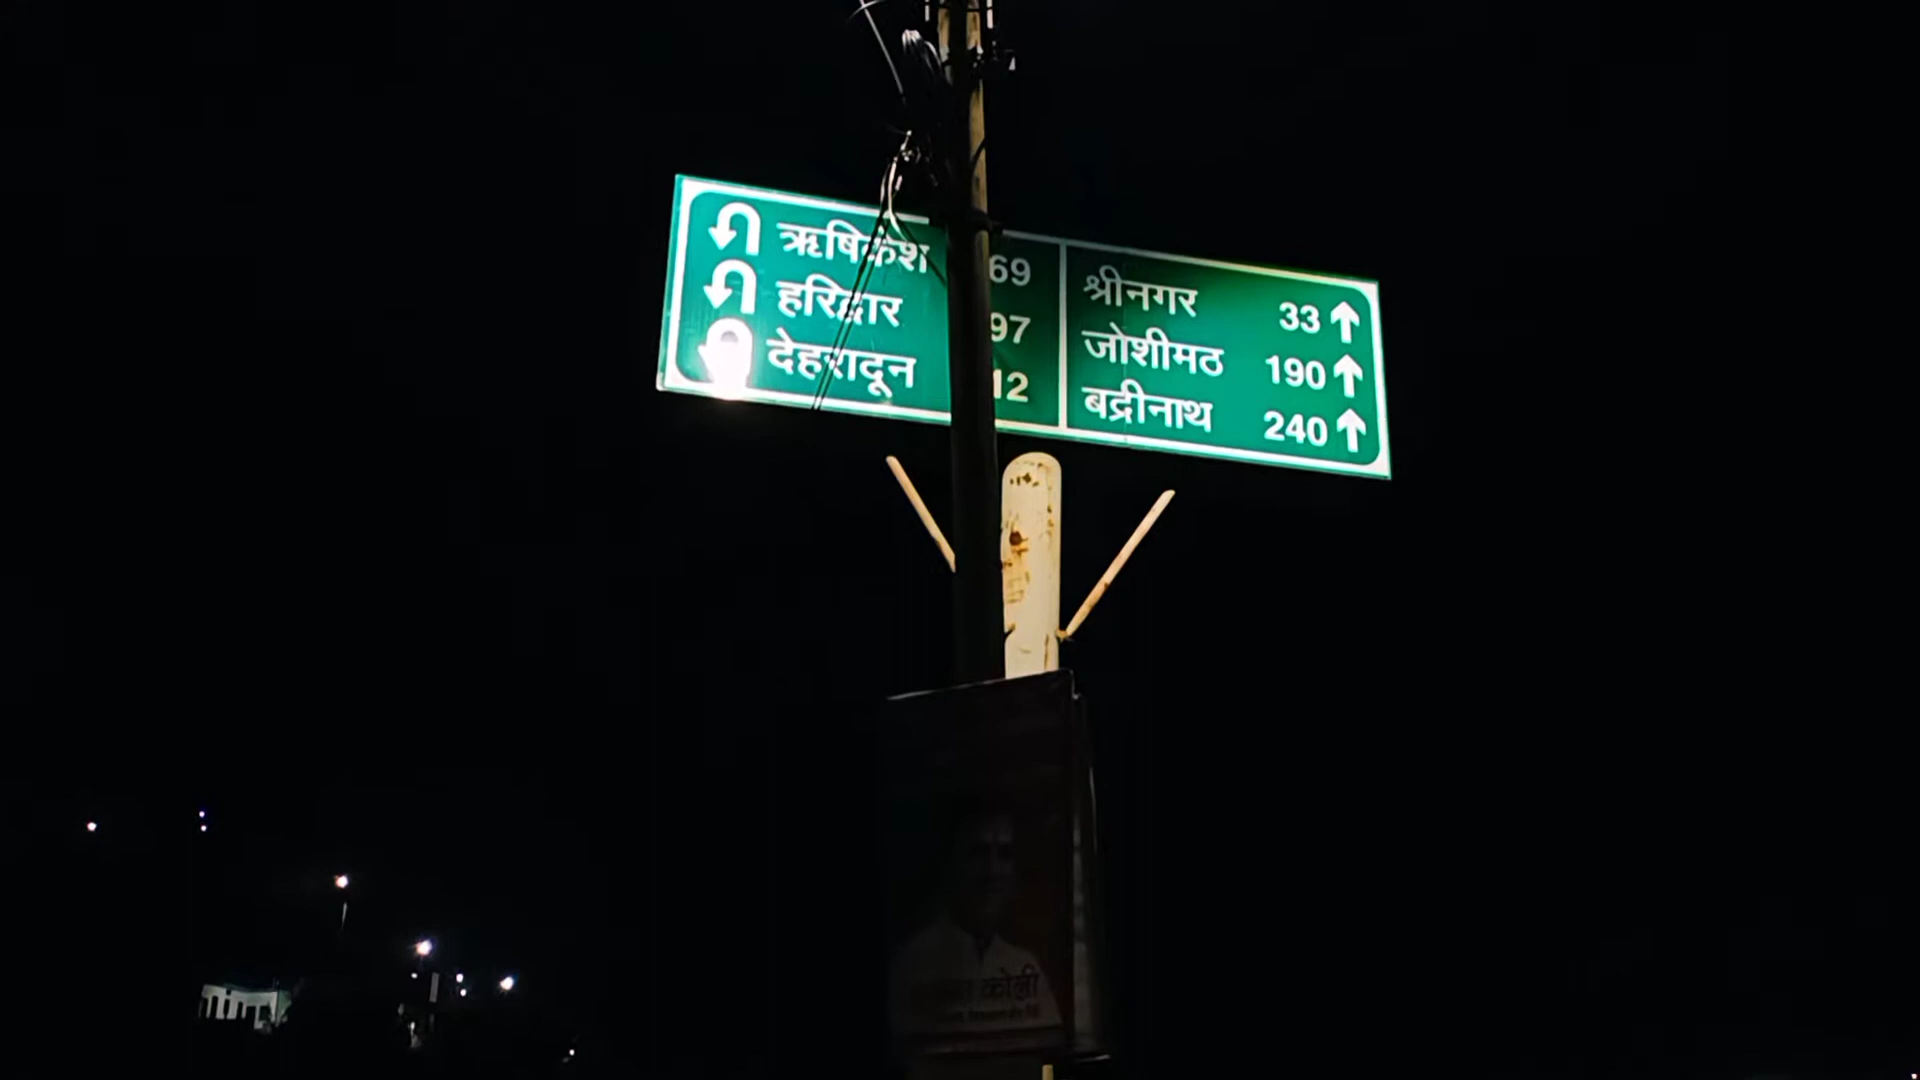 ऋषिकेश 69
हरिद्वार 97
देहरादून 12
श्रीनगर 33
जोशीमठ 190
बद्रीनाथ 240
कोली